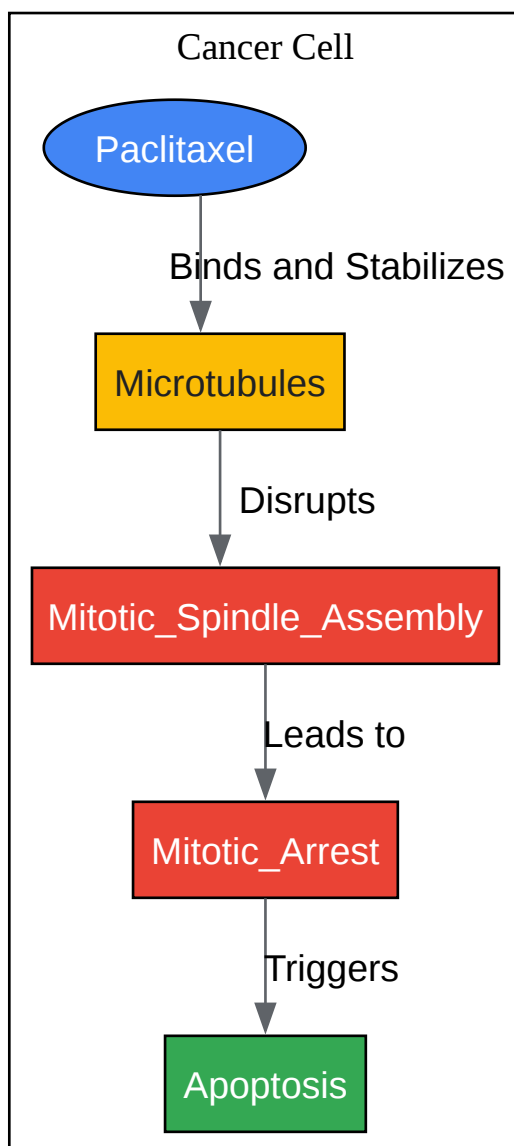 Cancer Cell
Paclitaxel
Binds and Stabilizes
Microtubules
Disrupts
Mitotic_Spindle_Assembly
Leads to
Mitotic_Arrest
Triggers
Apoptosis